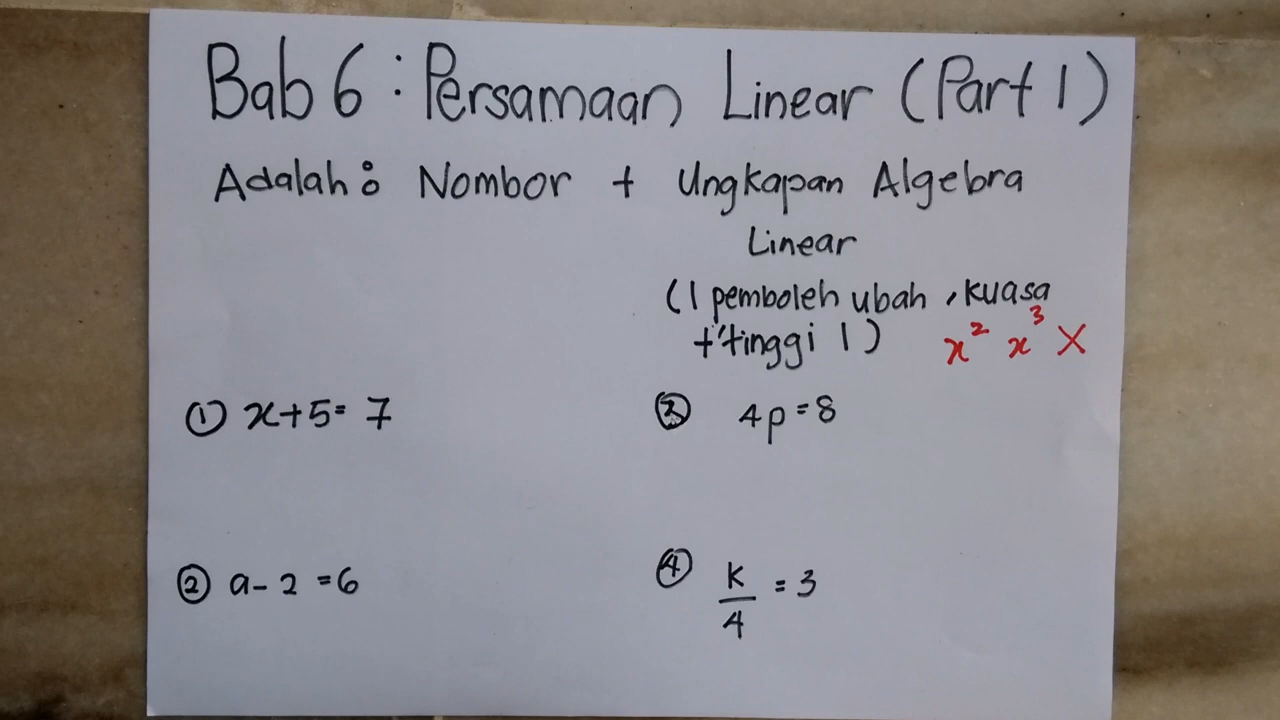 Bab 6 : Persamaan Linear (Part 1)
Adalah : Nombor + Ungkapan Algebra
Linear
(1 pemboleh ubah, kuasa
t"tinggi 1) x² x³ X
① x+5= 7
③ 4p=8
② a-2 =6
④ k/4 = 3